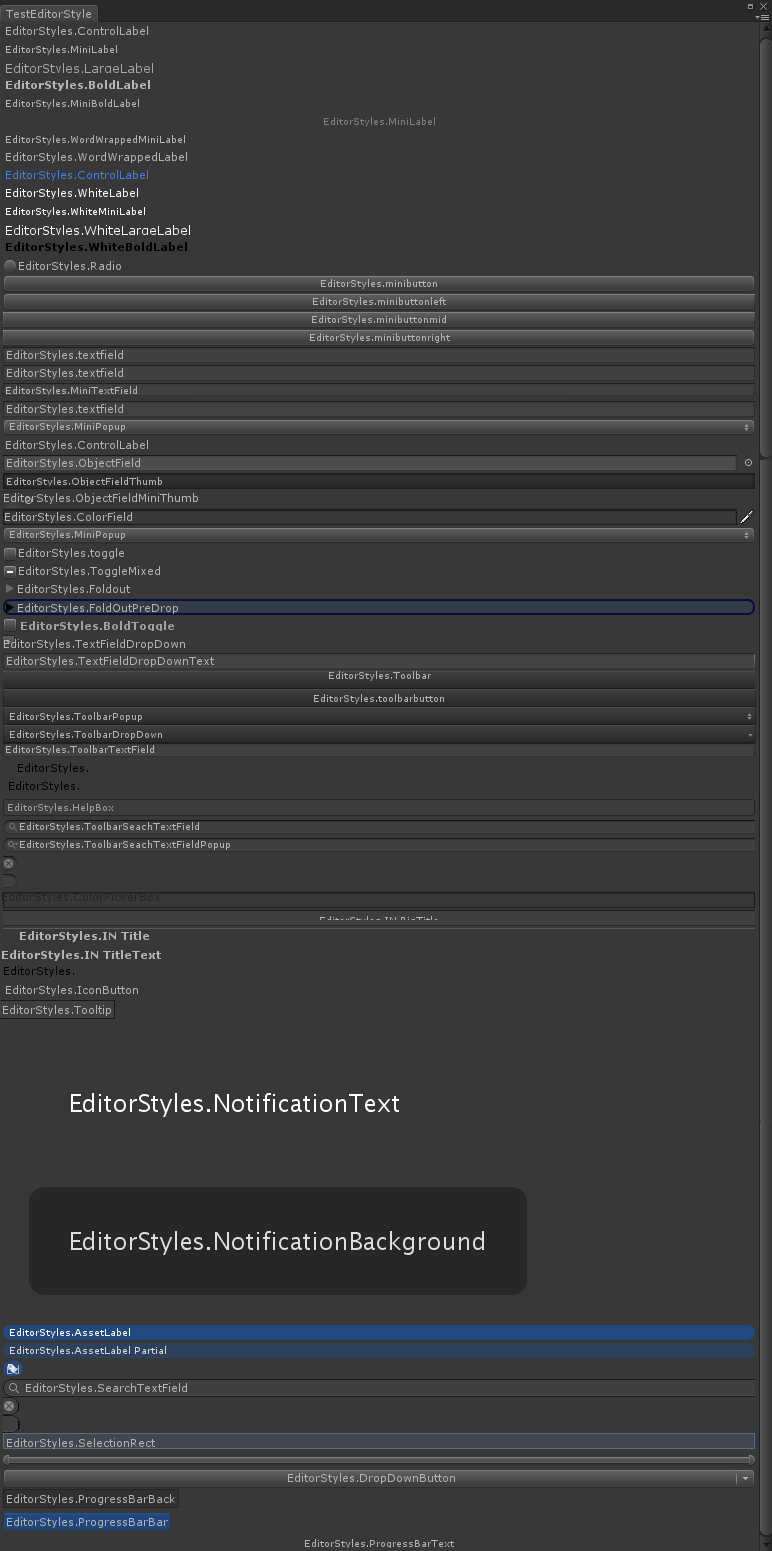 TestEditorStyle
EditorStyles.ControlLabel
EditorStyles.MiniLabel
EditorStyles.LargeLabel
EditorStyles.BoldLabel
EditorStyles.MiniBoldLabel
EditorStyles.MiniLabel
EditorStyles.WordWrappedMiniLabel
EditorStyles.WordWrappedLabel
EditorStyles.ControlLabel
EditorStyles.WhiteLabel
EditorStyles.WhiteMiniLabel
EditorStyles.WhiteLargeLabel
EditorStyles.WhiteBoldLabel
EditorStyles.Radio
EditorStyles.minibutton
EditorStyles.minibuttonleft
EditorStyles.minibuttonmid
EditorStyles.minibuttonright
EditorStyles.textfield
EditorStyles.textfield
EditorStyles.MiniTextField
EditorStyles.textfield
EditorStyles.MiniPopup
EditorStyles.ControlLabel
EditorStyles.ObjectField
EditorStyles.ObjectFieldThumb
EditorStyles.ObjectFieldMiniThumb
EditorStyles.ColorField
EditorStyles.MiniPopup
EditorStyles.toggle
EditorStyles.ToggleMixed
EditorStyles.Foldout
EditorStyles.FoldOutPreDrop
EditorStyles.BoldToggle
EditorStyles.TextFieldDropDown
EditorStyles.TextFieldDropDownText
EditorStyles.Toolbar
EditorStyles.toolbarbutton
EditorStyles.ToolbarPopup
EditorStyles.ToolbarDropDown
EditorStyles.ToolbarTextField
EditorStyles.
EditorStyles.
EditorStyles.HelpBox
EditorStyles.ToolbarSeachTextField
EditorStyles.ToolbarSeachTextFieldPopup
EditorStyles.ColorPickerBox
EditorStyles.IN BigTitle
EditorStyles.IN Title
EditorStyles.IN TitleText
EditorStyles.
EditorStyles.IconButton
EditorStyles.Tooltip
EditorStyles.NotificationText
EditorStyles.NotificationBackground
EditorStyles.AssetLabel
EditorStyles.AssetLabel Partial
EditorStyles.SearchTextField
EditorStyles.SelectionRect
EditorStyles.DropDownButton
EditorStyles.ProgressBarBack
EditorStyles.ProgressBarBar
EditorStyles.ProgressBarText